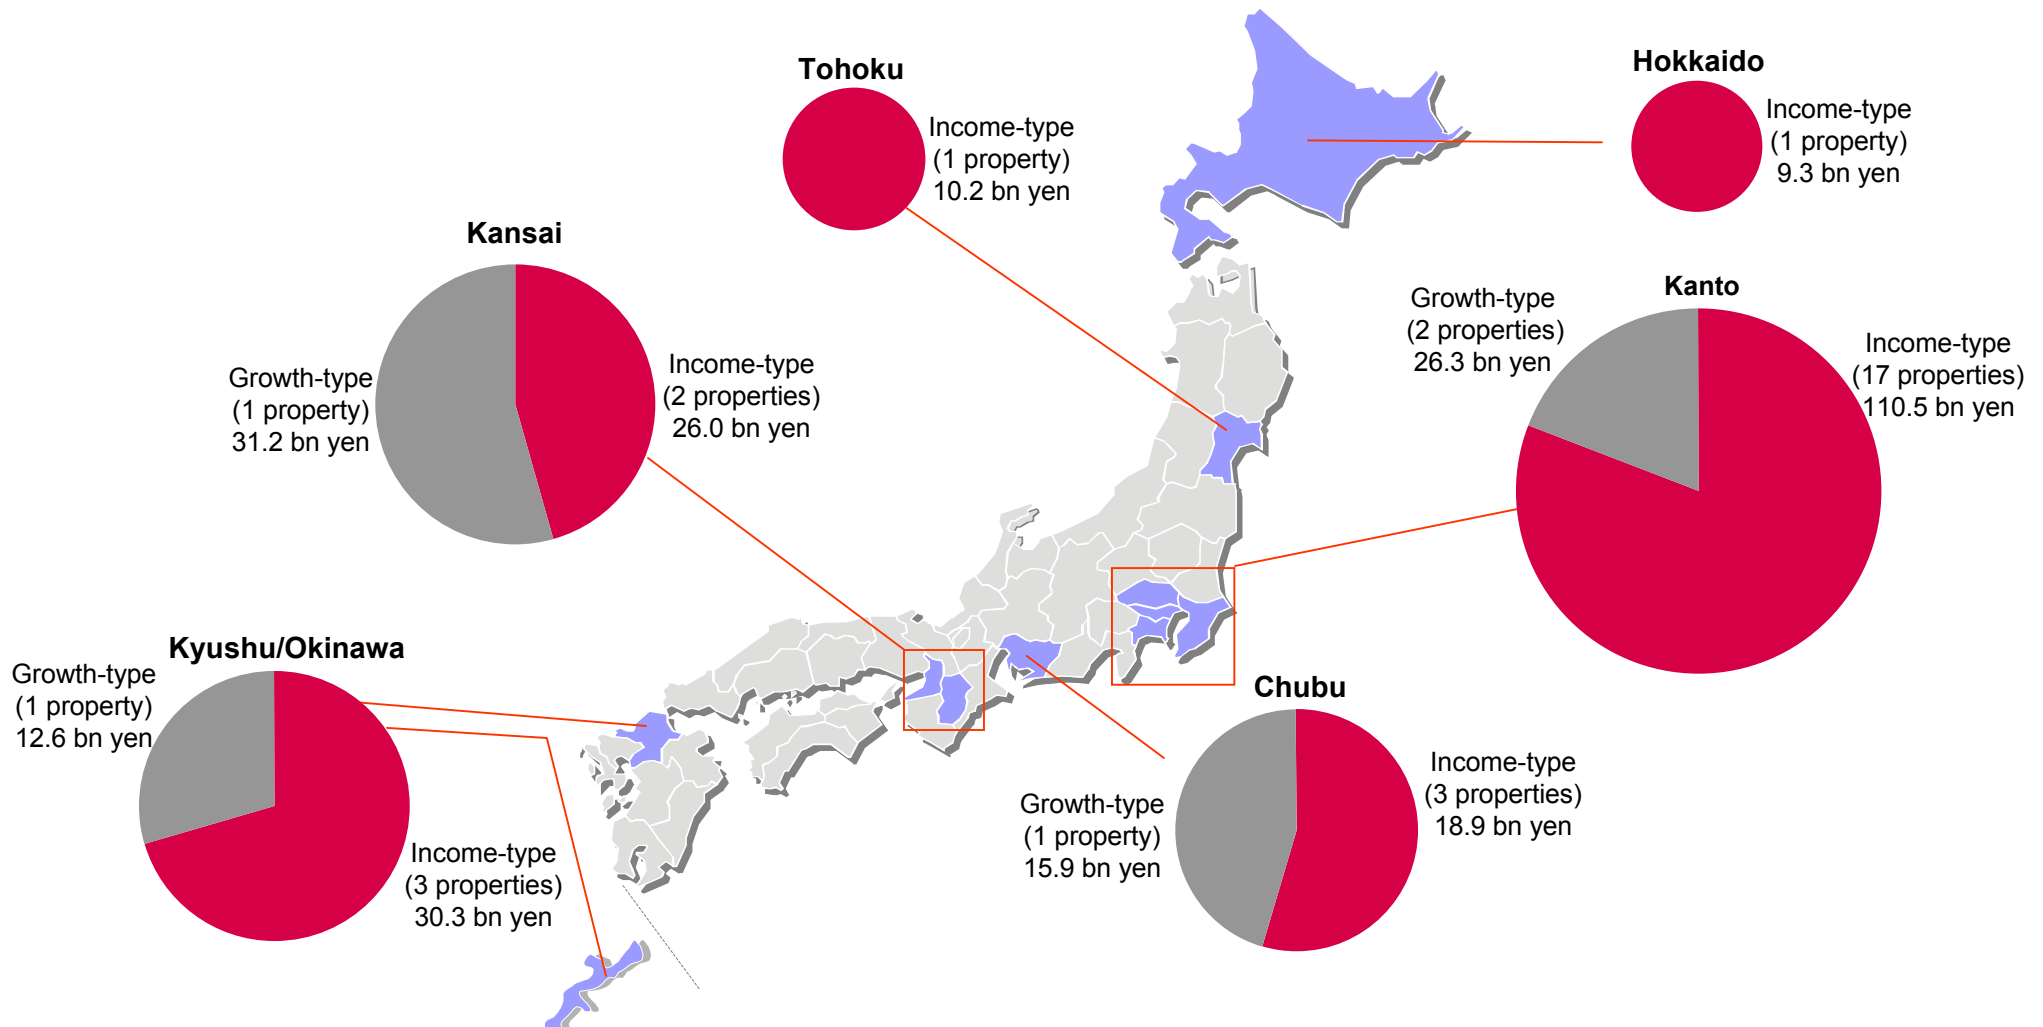 Tohoku
Income-type
(1 property)
10.2 bn yen
Hokkaido
Income-type
(1 property)
9.3 bn yen
Kansai
Growth-type
(1 property)
31.2 bn yen
Income-type
(2 properties)
26.0 bn yen
Kanto
Growth-type
(2 properties)
26.3 bn yen
Income-type
(17 properties)
110.5 bn yen
Kyushu/Okinawa
Growth-type
(1 property)
12.6 bn yen
Income-type
(3 properties)
30.3 bn yen
Chubu
Growth-type
(1 property)
15.9 bn yen
Income-type
(3 properties)
18.9 bn yen